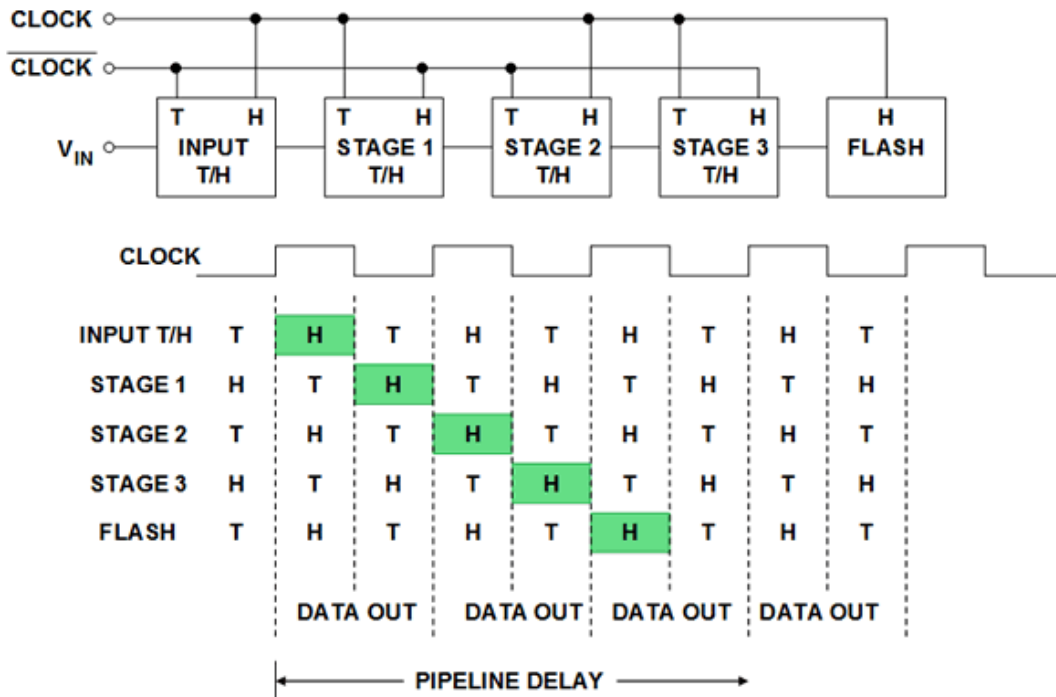 CLOCK
CLOCK
T H T H T H T H H
V_IN INPUT STAGE 1 STAGE 2 STAGE 3 FLASH
T/H T/H T/H T/H
CLOCK
INPUT T/H T H T H T H T H T
STAGE 1 H T H T H T H T H
STAGE 2 T H T H T H T H T
STAGE 3 H T H T H T H T H
FLASH T H T H T H T H T
DATA OUT DATA OUT DATA OUT DATA OUT
PIPELINE DELAY